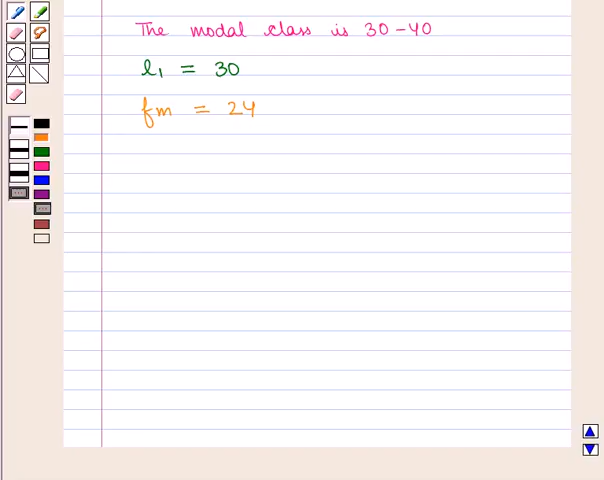 The modal class is 30-40
l1 = 30
fm = 24